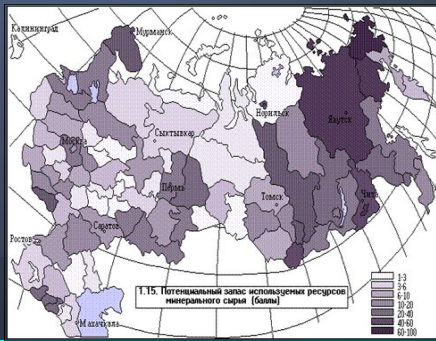 Калининград
Мурманск
Норильск
Якутск
Сыктывкар
Москва
Пермь
Томск
Чита
Ростов
Саратов
Махачкала
1.15. Потенциальный запас используемых ресурсов
минерального сырья (баллы)
1-3
3-6
6-10
10-20
20-40
40-60
60-100